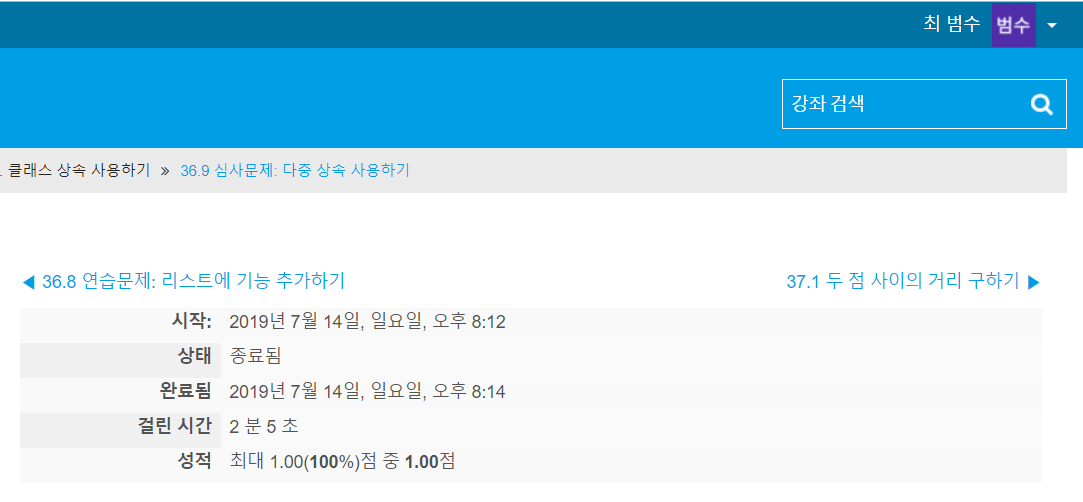 최 범수 범수
강좌 검색
. 클래스 상속 사용하기 » 36.9 심사문제: 다중 상속 사용하기
◀ 36.8 연습문제: 리스트에 기능 추가하기 37.1 두 점 사이의 거리 구하기 ▶
시작: 2019년 7월 14일, 일요일, 오후 8:12
상태 종료됨
완료됨 2019년 7월 14일, 일요일, 오후 8:14
걸린 시간 2 분 5 초
성적 최대 1.00(100%)점 중 1.00점